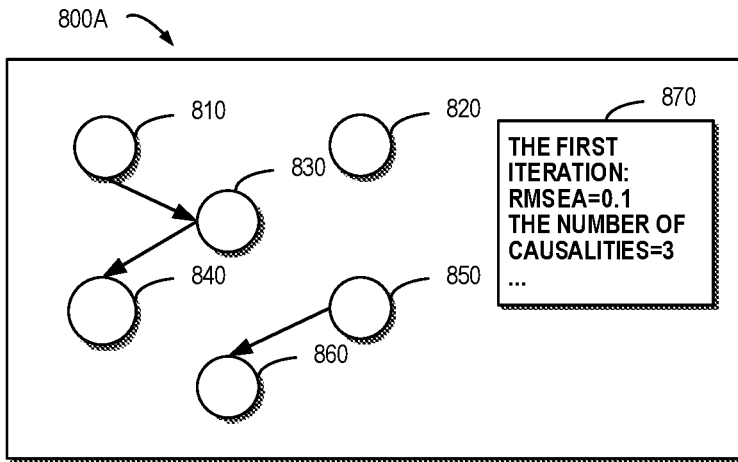 800A
810
820
870
830
THE FIRST
ITERATION:
RMSEA=0.1
THE NUMBER OF
CAUSALITIES=3
...
840
850
860